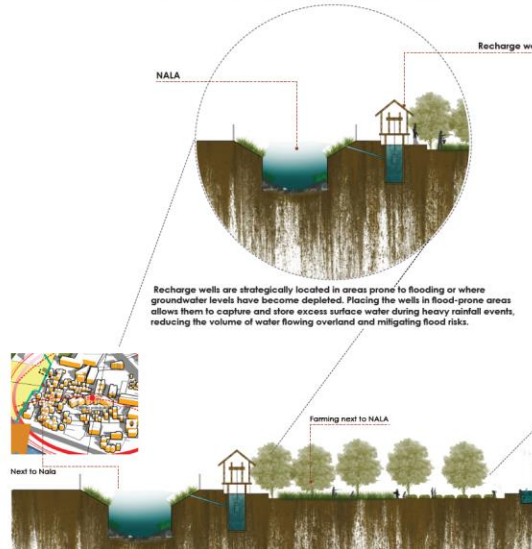 Recharge we
NALA
Recharge wells are strategically located in areas prone to flooding or where
groundwater levels have become depleted. Placing the wells in flood-prone areas
allows them to capture and store excess surface water during heavy rainfall events,
reducing the volume of water flowing overland and mitigating flood risks.
Farming next to NALA
Next to Nala